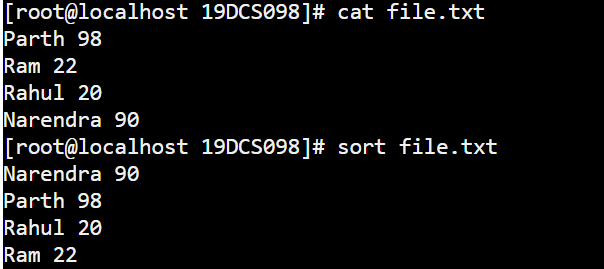 [root@localhost 19DCS098]# cat file.txt
Parth 98
Ram 22
Rahul 20
Narendra 90
[root@localhost 19DCS098]# sort file.txt
Narendra 90
Parth 98
Rahul 20
Ram 22